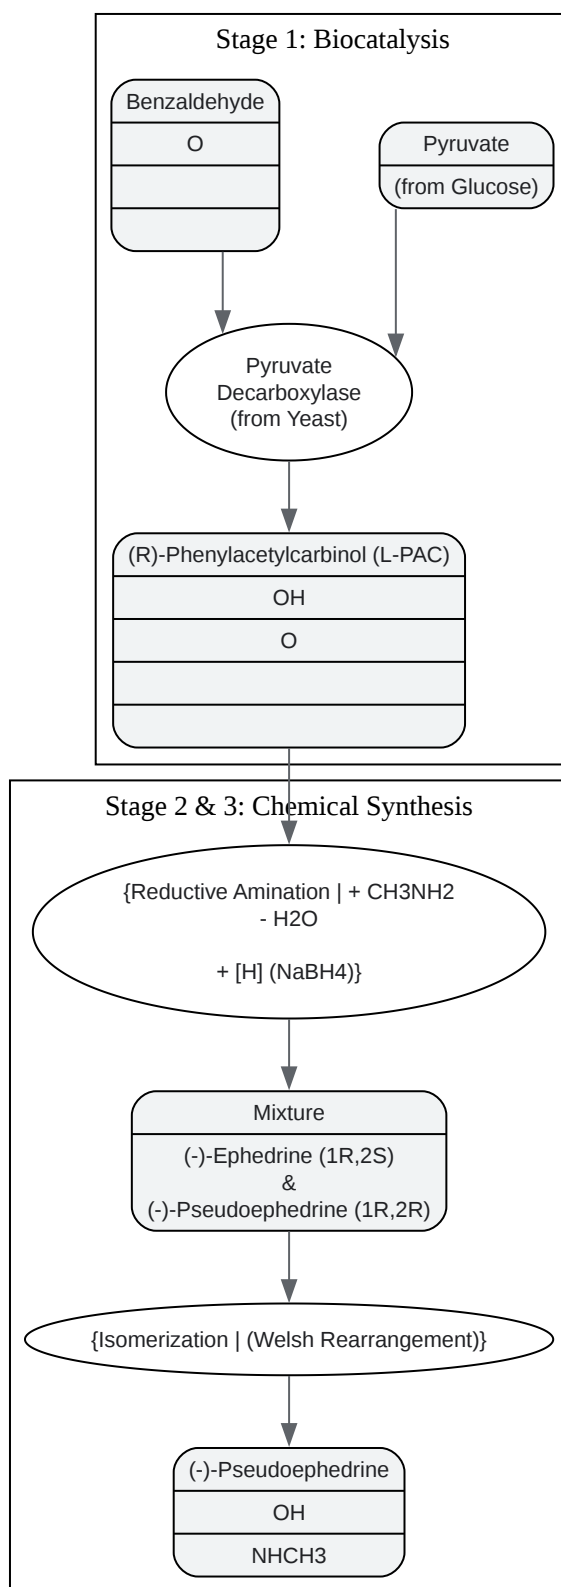 Stage 1: Biocatalysis
Benzaldehyde
O
Pyruvate
(from Glucose)
Pyruvate
Decarboxylase
(from Yeast)
(R)-Phenylacetylcarbinol (L-PAC)
OH
O
Stage 2 & 3: Chemical Synthesis
{Reductive Amination | + CH3NH2
- H2O
+ [H] (NaBH4)}
Mixture
(-)-Ephedrine (1R,2S)
&
(-)-Pseudoephedrine (1R,2R)
{Isomerization | (Welsh Rearrangement)}
(-)-Pseudoephedrine
OH
NHCH3